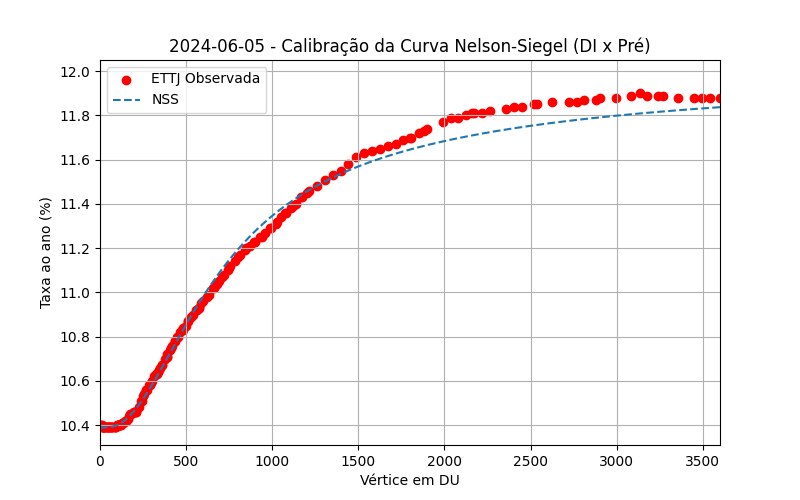 2024-06-05 - Calibração da Curva Nelson-Siegel (DI x Pré)
ETTJ Observada
NSS
Taxa ao ano (%)
12.0
11.8
11.6
11.4
11.2
11.0
10.8
10.6
10.4
0 500 1000 1500 2000 2500 3000 3500
Vértice em DU